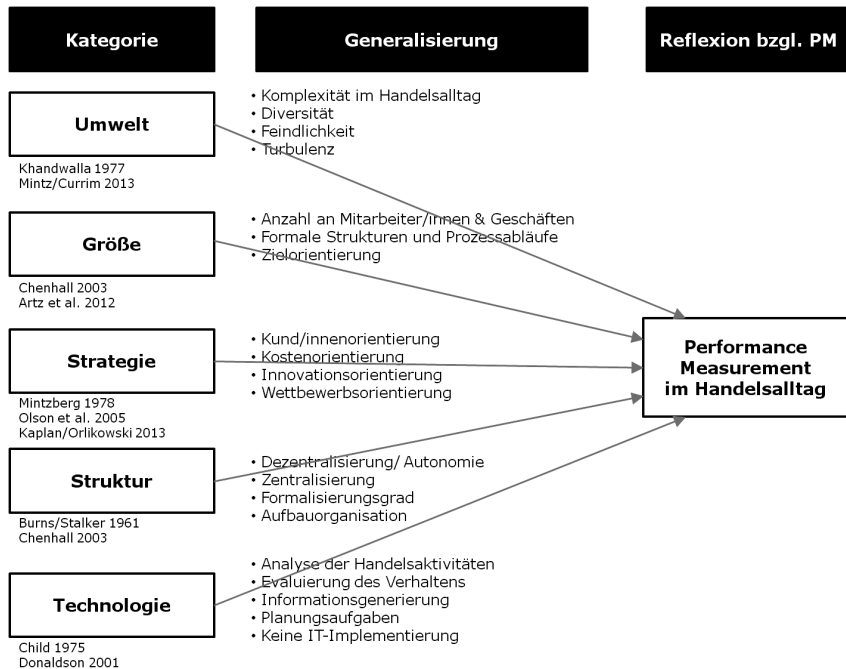 Kategorie
Generalisierung
Reflexion bzgl. PM
Umwelt
Khandwalla 1977
Mintz/Currim 2013
• Komplexität im Handelsalltag
• Diversität
• Feindlichkeit
• Turbulenz
Größe
Chenhall 2003
Artz et al. 2012
• Anzahl an Mitarbeiter/innen & Geschäften
• Formale Strukturen und Prozessabläufe
• Zielorientierung
Strategie
Mintzberg 1978
Olson et al. 2005
Kaplan/Orlikowski 2013
• Kund/innenorientierung
• Kostenorientierung
• Innovationsorientierung
• Wettbewerbsorientierung
Struktur
Burns/Stalker 1961
Chenhall 2003
• Dezentralisierung/ Autonomie
• Zentralisierung
• Formalisierungsgrad
• Aufbauorganisation
Technologie
Child 1975
Donaldson 2001
• Analyse der Handelsaktivitäten
• Evaluierung des Verhaltens
• Informationsgenerierung
• Planungsaufgaben
• Keine IT-Implementierung
Performance
Measurement
im Handelsalltag